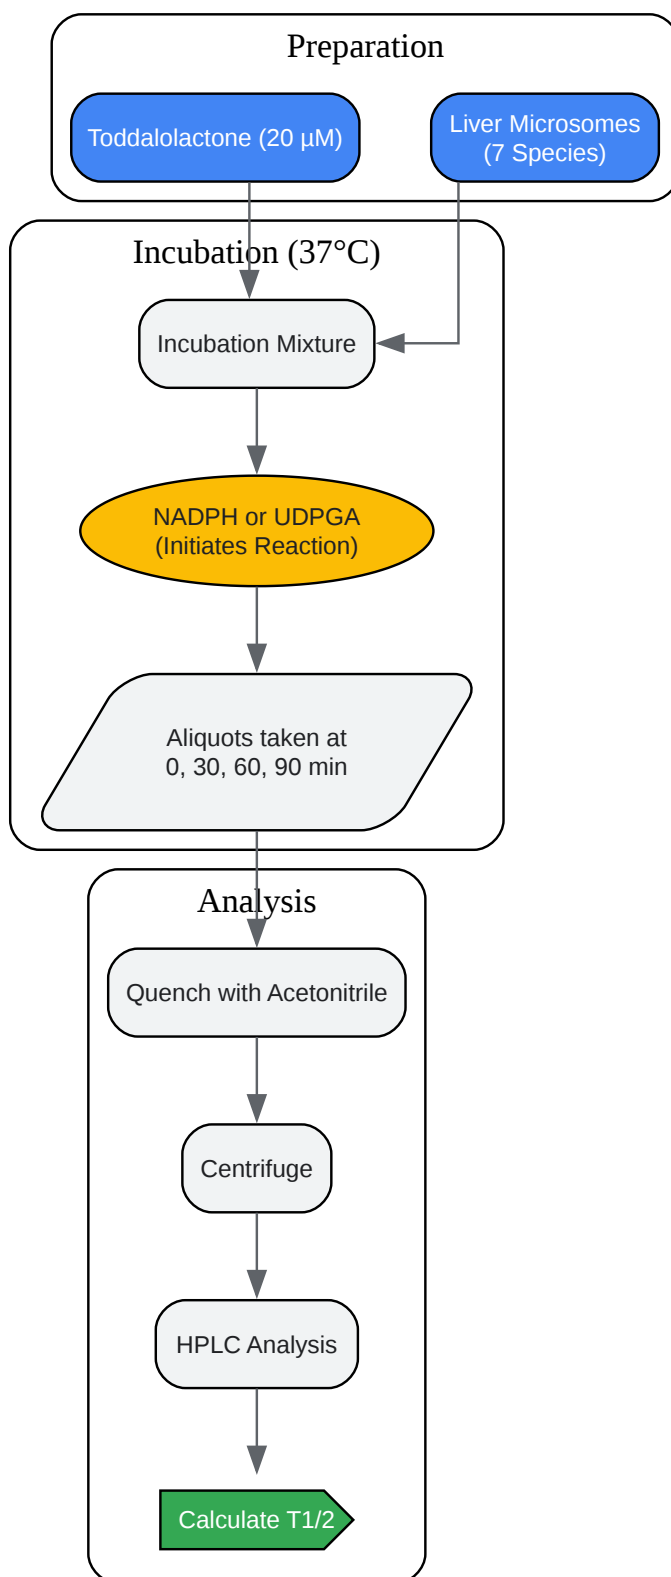 Preparation
Toddalolactone (20 µM)
Liver Microsomes
(7 Species)
Incubation (37°C)
Incubation Mixture
NADPH or UDPGA
(Initiates Reaction)
Aliquots taken at
0, 30, 60, 90 min
Analysis
Quench with Acetonitrile
Centrifuge
HPLC Analysis
Calculate T1/2